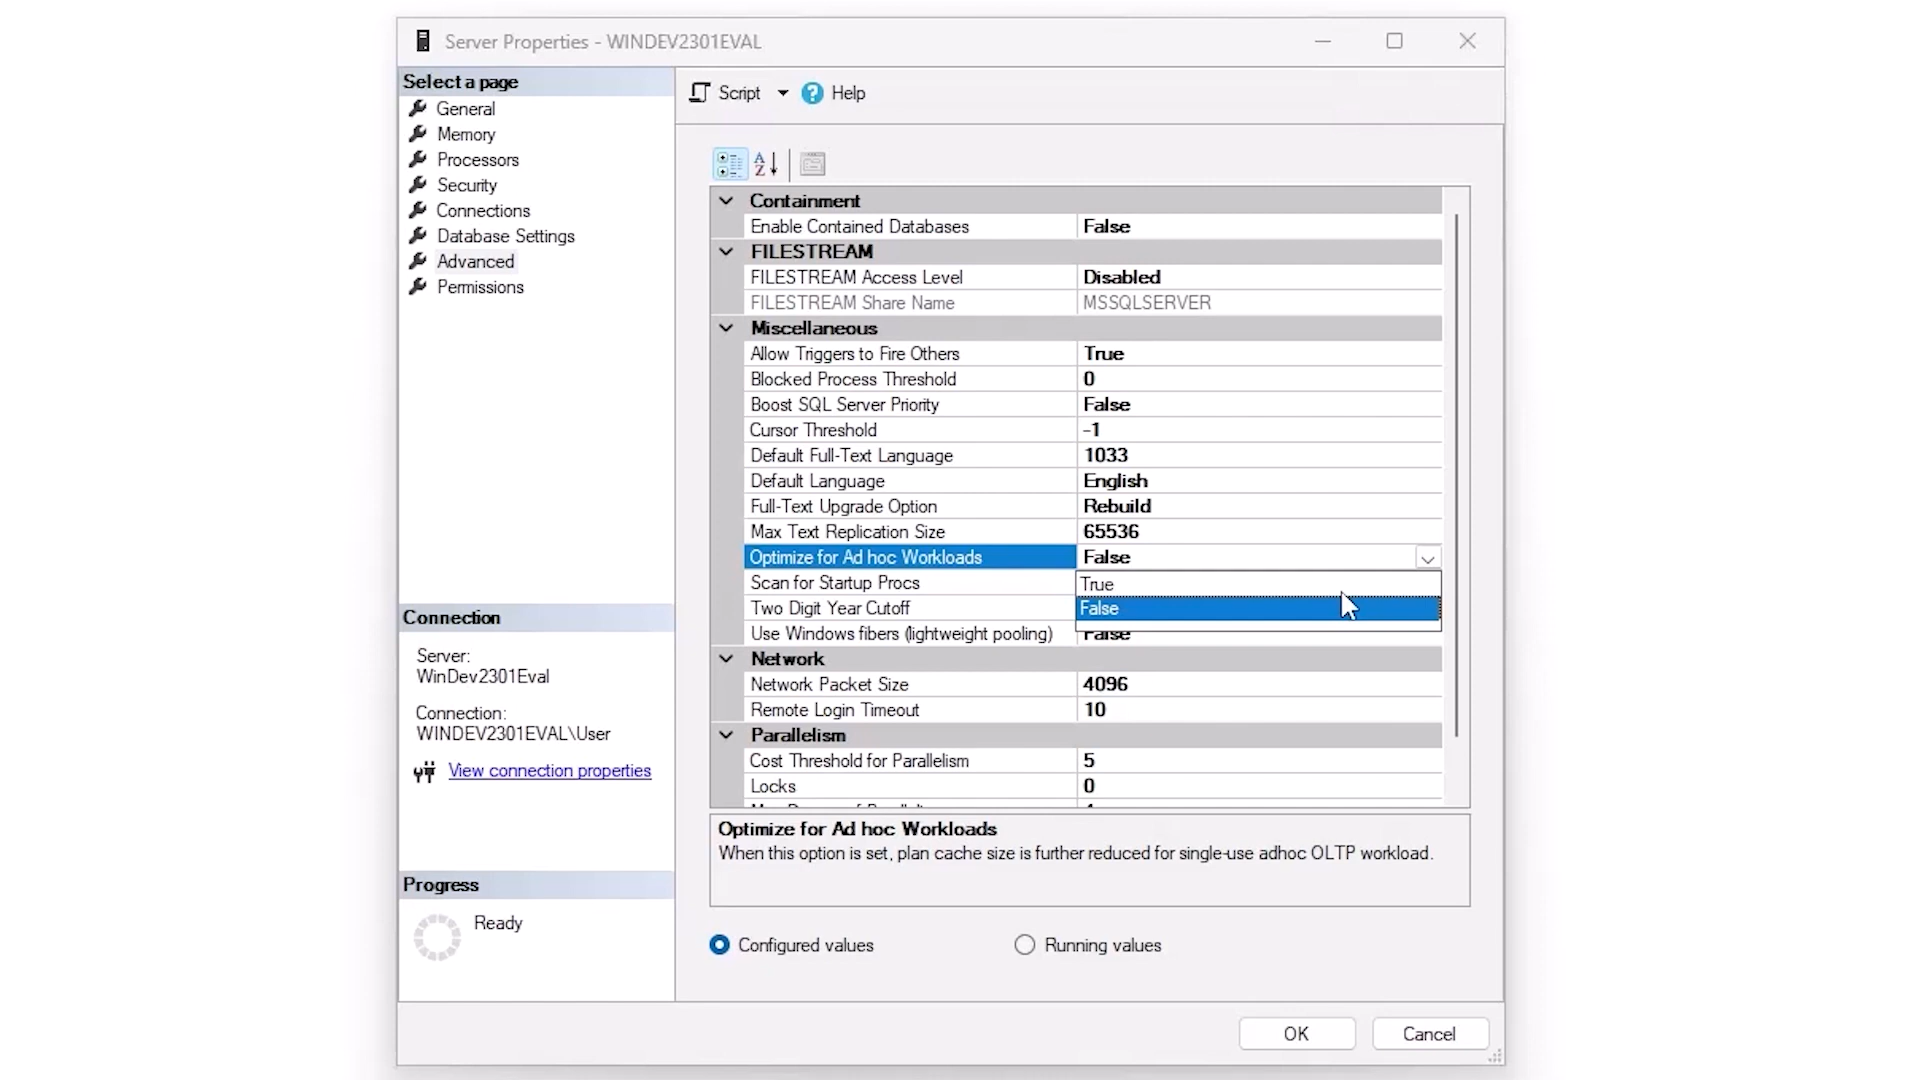 Server Properties - WINDEV2301EVAL
Select a page
General
Memory
Processors
Security
Connections
Database Settings
Advanced
Permissions
Connection
Server:
WinDev2301Eval
Connection:
WINDEV2301EVAL\User
View connection properties
Progress
Ready
Script
? Help
A
Z
Containment
Enable Contained Databases False
FILESTREAM
FILESTREAM Access Level Disabled
FILESTREAM Share Name MSSQLSERVER
Miscellaneous
Allow Triggers to Fire Others True
Blocked Process Threshold 0
Boost SQL Server Priority False
Cursor Threshold -1
Default Full-Text Language 1033
Default Language English
Full-Text Upgrade Option Rebuild
Max Text Replication Size 65536
Optimize for Ad hoc Workloads False
Scan for Startup Procs True
Two Digit Year Cutoff False
Use Windows fibers (lightweight pooling) False
Network
Network Packet Size 4096
Remote Login Timeout 10
Parallelism
Cost Threshold for Parallelism 5
Locks 0
Optimize for Ad hoc Workloads
When this option is set, plan cache size is further reduced for single-use adhoc OLTP workload.
Configured values
Running values
OK
Cancel